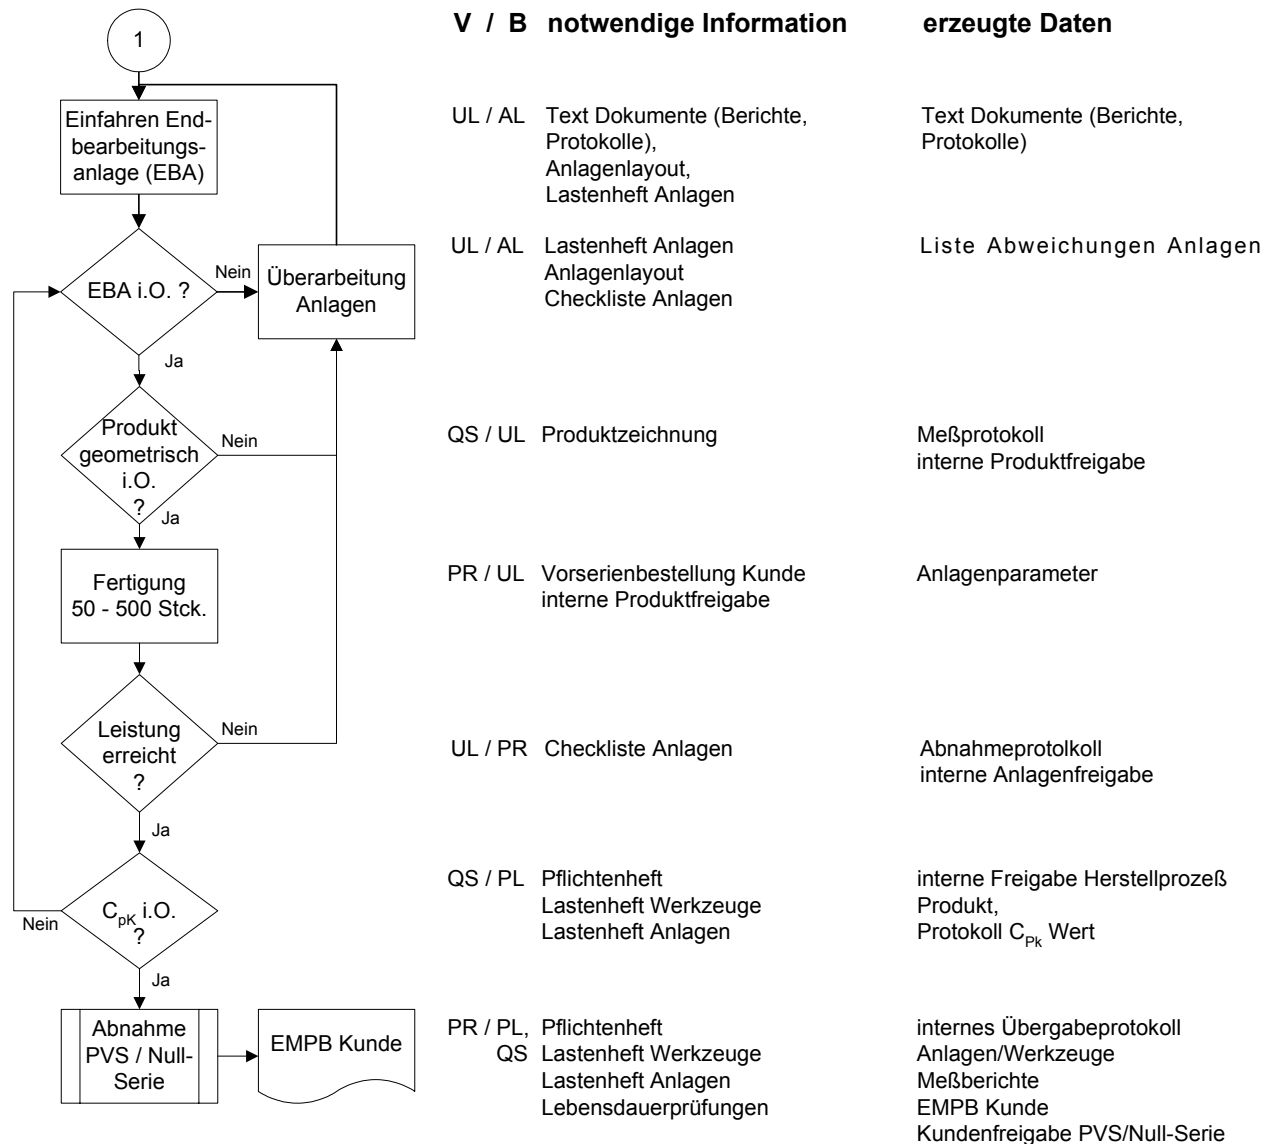 V / B notwendige Information erzeugte Daten
1
Einfahren End-
bearbeitungs-
anlage (EBA)
UL / AL Text Dokumente (Berichte,
Protokolle),
Anlagenlayout,
Lastenheft Anlagen
Text Dokumente (Berichte,
Protokolle)
EBA i.O. ?
Nein
Überarbeitung
Anlagen
Ja
UL / AL Lastenheft Anlagen
Anlagenlayout
Checkliste Anlagen
Liste Abweichungen Anlagen
Produkt
geometrisch
i.O.
?
Nein
Ja
QS / UL Produktzeichnung
Meßprotokoll
interne Produktfreigabe
Fertigung
50 - 500 Stck.
PR / UL Vorserienbestellung Kunde
interne Produktfreigabe
Anlagenparameter
Leistung
erreicht
?
Nein
Ja
UL / PR Checkliste Anlagen
Abnahmeprotolkoll
interne Anlagenfreigabe
CpK i.O.
?
Nein
Ja
QS / PL Pflichtenheft
Lastenheft Werkzeuge
Lastenheft Anlagen
interne Freigabe Herstellprozeß
Produkt,
Protokoll CPk Wert
Abnahme
PVS / Null-
Serie
EMPB Kunde
PR / PL, Pflichtenheft
QS Lastenheft Werkzeuge
Lastenheft Anlagen
Lebensdauerprüfungen
internes Übergabeprotokoll
Anlagen/Werkzeuge
Meßberichte
EMPB Kunde
Kundenfreigabe PVS/Null-Serie